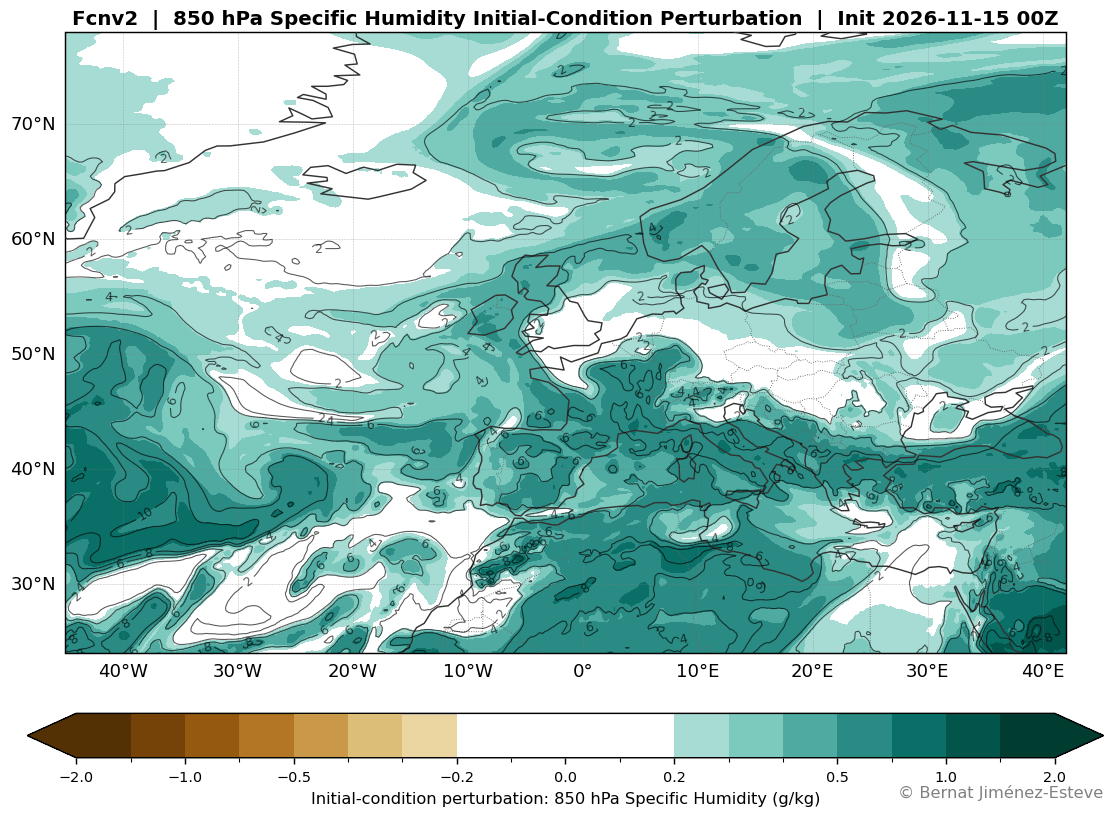 Fcnv2 | 850 hPa Specific Humidity Initial-Condition Perturbation | Init 2026-11-15 00Z
70°N
60°N
50°N
40°N
30°N
40°W 30°W 20°W 10°W 0° 10°E 20°E 30°E 40°E
−2.0 −1.0 −0.5 −0.2 0.0 0.2 0.5 1.0 2.0
Initial-condition perturbation: 850 hPa Specific Humidity (g/kg)
© Bernat Jiménez-Esteve